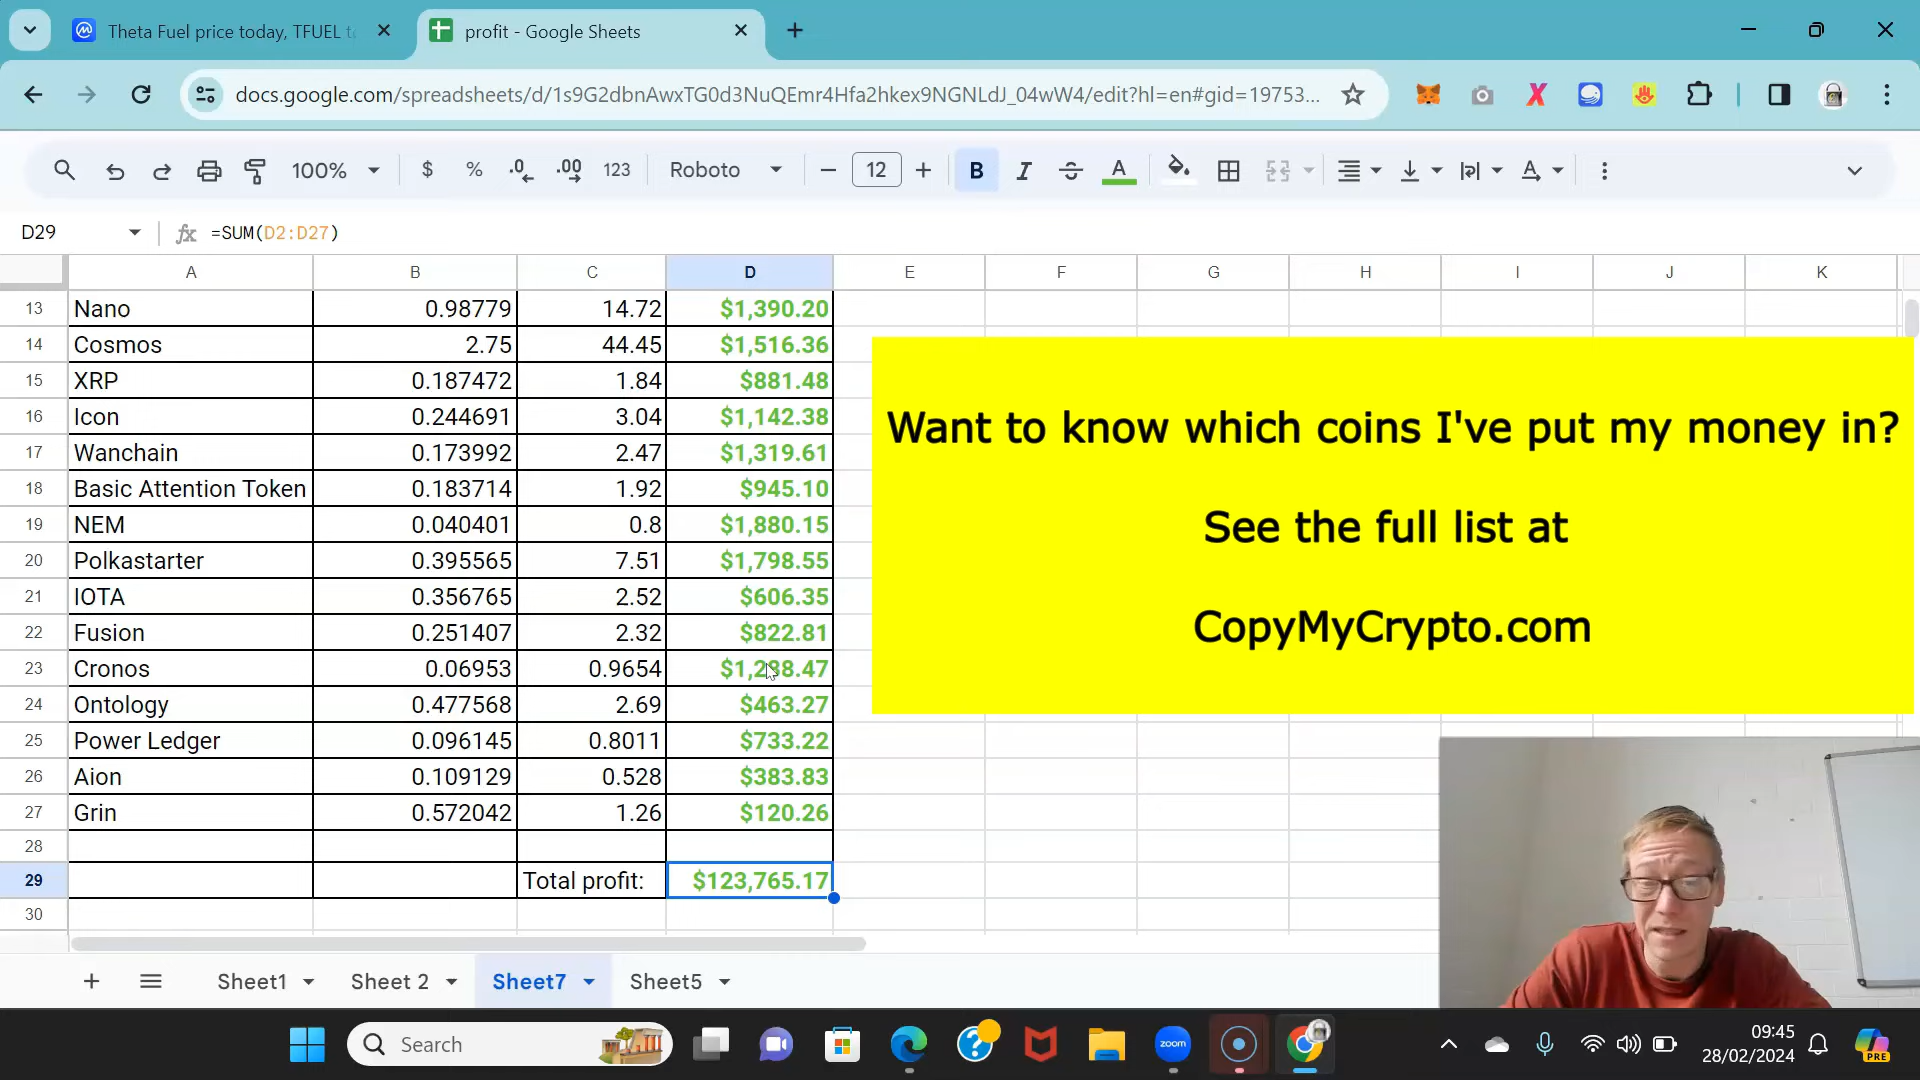 Theta Fuel price today, TFUEL to
profit - Google Sheets
docs.google.com/spreadsheets/d/1s9G2dbnAwxTG0d3NuQEmr4Hfa2hkex9NGNLdJ_04wW4/edit?hl=en#gid=19753...
100% $ % .0 .00 123 Roboto 12 B I A A
D29 fx =SUM(D2:D27)
A B C D E F G H I J K
13 Nano 0.98779 14.72 $1,390.20
14 Cosmos 2.75 44.45 $1,516.36
15 XRP 0.187472 1.84 $881.48
16 Icon 0.244691 3.04 $1,142.38
17 Wanchain 0.173992 2.47 $1,319.61
18 Basic Attention Token 0.183714 1.92 $945.10
19 NEM 0.040401 0.8 $1,880.15
20 Polkastarter 0.395565 7.51 $1,798.55
21 IOTA 0.356765 2.52 $606.35
22 Fusion 0.251407 2.32 $822.81
23 Cronos 0.06953 0.9654 $1,288.47
24 Ontology 0.477568 2.69 $463.27
25 Power Ledger 0.096145 0.8011 $733.22
26 Aion 0.109129 0.528 $383.83
27 Grin 0.572042 1.26 $120.26
28
29 Total profit: $123,765.17
30
Want to know which coins I've put my money in?
See the full list at
CopyMyCrypto.com
Sheet1 Sheet 2 Sheet7 Sheet5
Search
zoom
09:45
28/02/2024
PRE